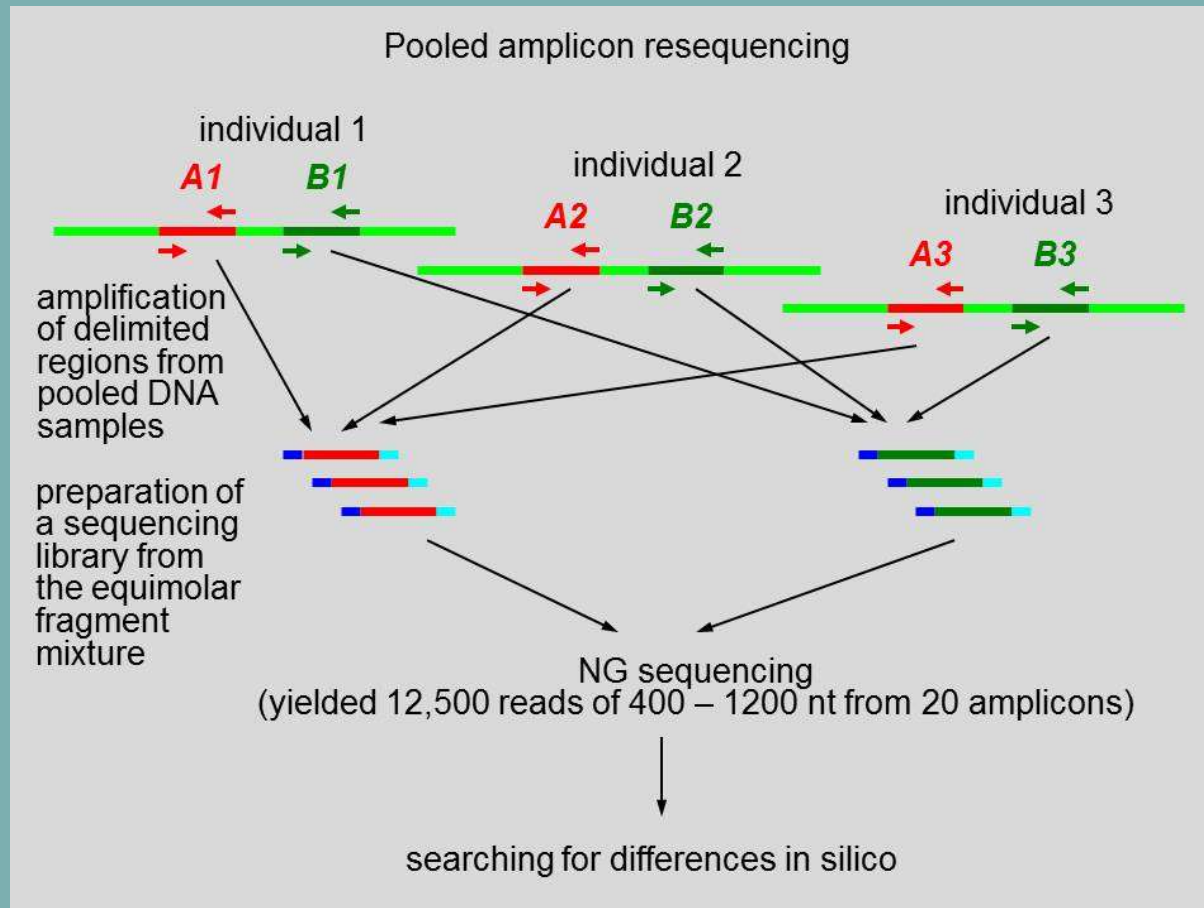 Pooled amplicon resequencing
individual 1
A1 B1
individual 2
A2 B2
individual 3
A3 B3
amplification
of delimited
regions from
pooled DNA
samples
preparation of
a sequencing
library from
the equimolar
fragment
mixture
NG sequencing
(yielded 12,500 reads of 400 – 1200 nt from 20 amplicons)
searching for differences in silico